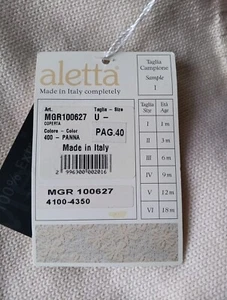 aletta
Made in Italy completely
Taglia
Campione
Sample
1
Art.
MGR100627
COPERTA
Taglia - Size
U -
Colore - Color
400 - PANNA
PAG.40
Made in Italy
2 996300 002016
MGR 100627
4100-4350
Taglia Età
Size Age
I 1 m
II 3 m
III 6 m
IV 9 m
V 12 m
VI 18 m